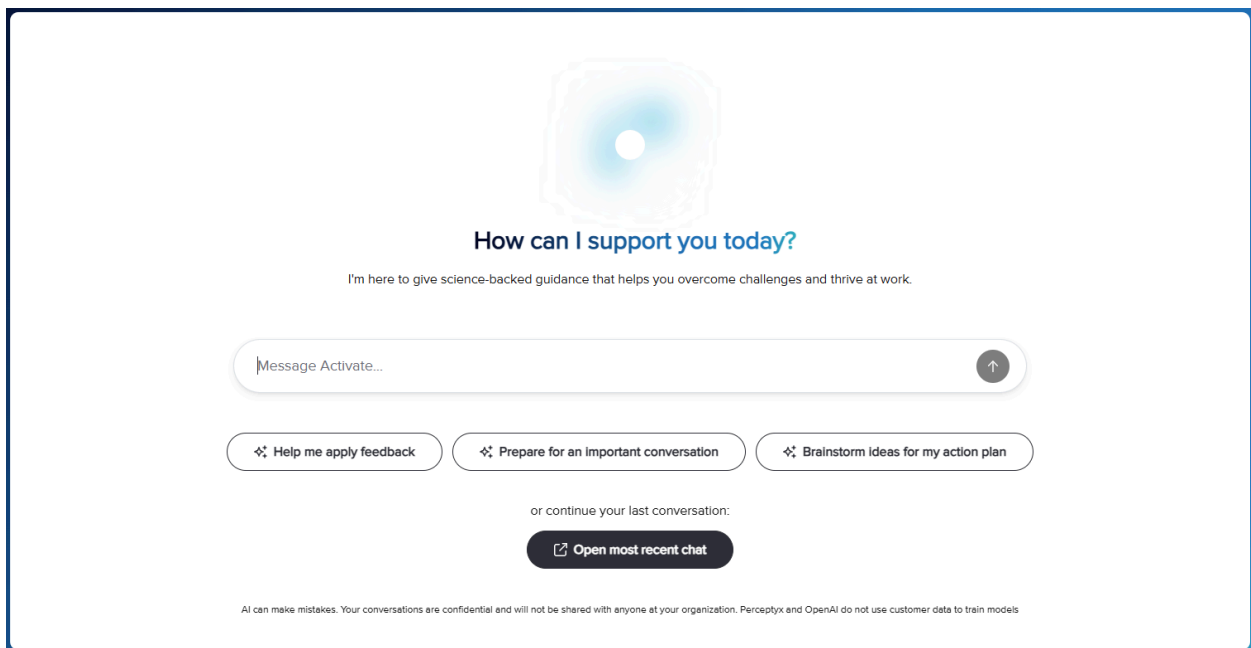 How can I support you today?
I'm here to give science-backed guidance that helps you overcome challenges and thrive at work.
Message Activate...
Help me apply feedback
Prepare for an important conversation
Brainstorm ideas for my action plan
or continue your last conversation:
Open most recent chat
AI can make mistakes. Your conversations are confidential and will not be shared with anyone at your organization. Perceptyx and OpenAI do not use customer data to train models